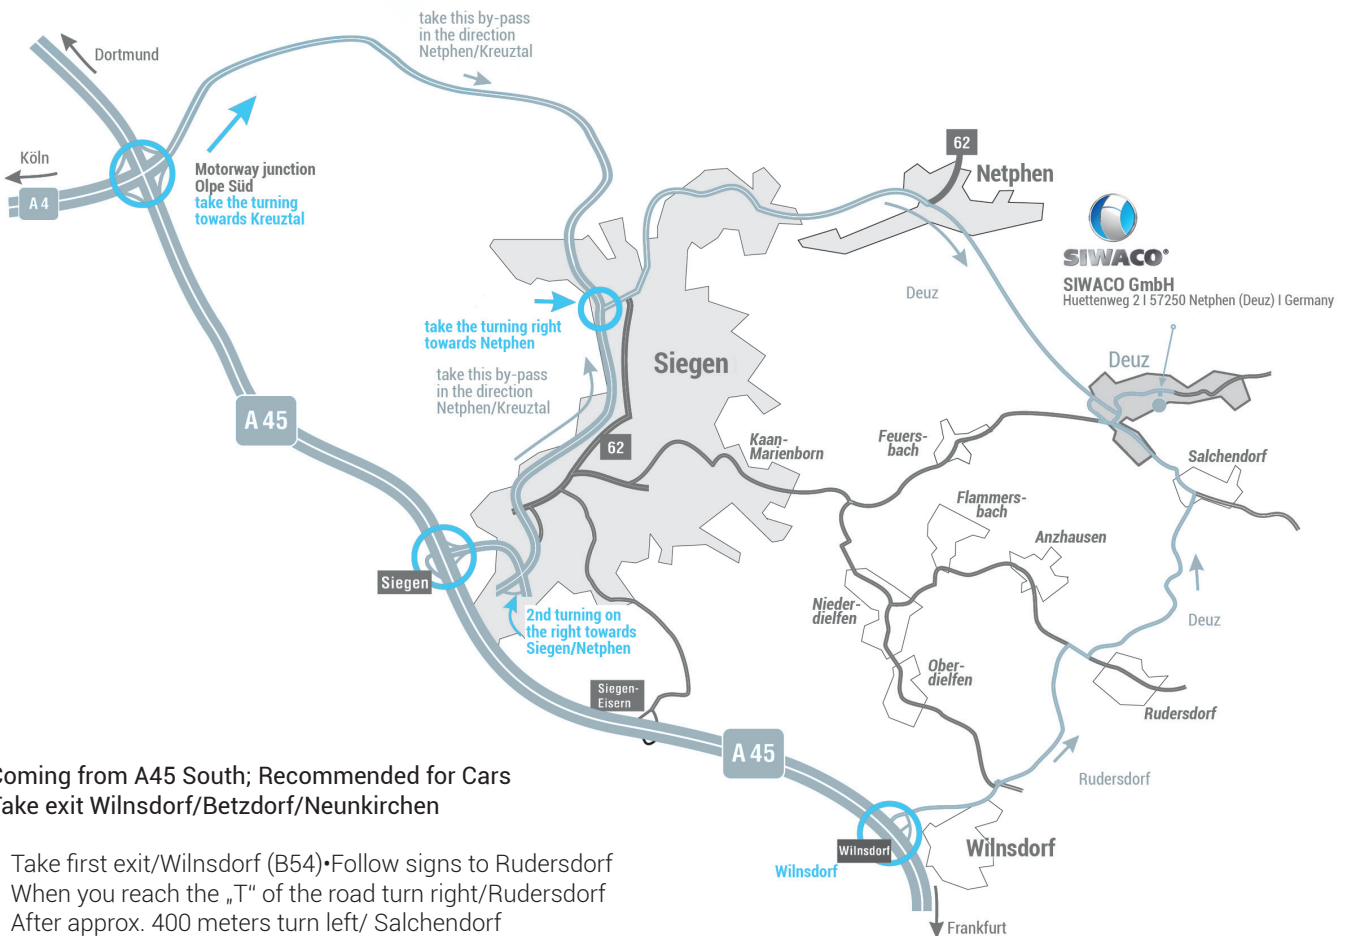 take this by-pass
in the direction
Netphen/Kreuztal
Dortmund
Köln
A 4
Motorway junction
Olpe Süd
take the turning
towards Kreuztal
62
Netphen
SIWACO®
SIWACO GmbH
Huettenweg 2 I 57250 Netphen (Deuz) I Germany
Deuz
take the turning right
towards Netphen
Siegen
Deuz
take this by-pass
in the direction
Netphen/Kreuztal
A 45
62
Kaan-
Marienborn
Feuers-
bach
Salchendorf
Flammers-
bach
Anzhausen
Siegen
Nieder-
dielfen
2nd turning on
the right towards
Siegen/Netphen
Deuz
Ober-
dielfen
Siegen-
Eisern
Rudersdorf
A 45
Rudersdorf
Coming from A45 South; Recommended for Cars
Take exit Wilnsdorf/Betzdorf/Neunkirchen
Wilnsdorf
Wilnsdorf
Wilnsdorf
Take first exit/Wilnsdorf (B54)•Follow signs to Rudersdorf
When you reach the „T“ of the road turn right/Rudersdorf
After approx. 400 meters turn left/ Salchendorf
Frankfurt